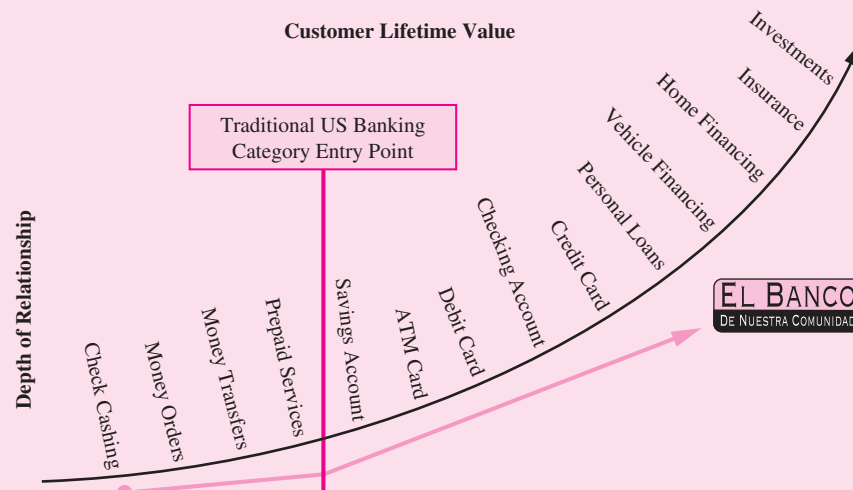 Customer Lifetime Value
Traditional US Banking
Category Entry Point
Depth of Relationship
Check Cashing
Money Orders
Money Transfers
Prepaid Services
Savings Account
ATM Card
Debit Card
Checking Account
Credit Card
Personal Loans
Vehicle Financing
Home Financing
Insurance
Investments
EL BANCO
DE NUESTRA COMUNIDAD